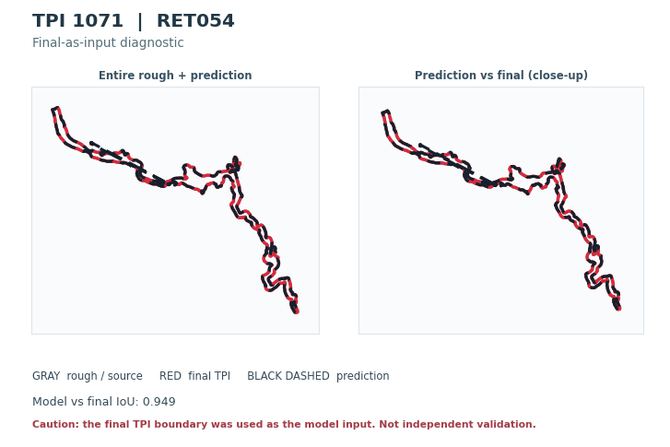 TPI 1071 | RET054
Final-as-input diagnostic
Entire rough + prediction
Prediction vs final (close-up)
GRAY rough / source RED final TPI BLACK DASHED prediction
Model vs final IoU: 0.949
Caution: the final TPI boundary was used as the model input. Not independent validation.